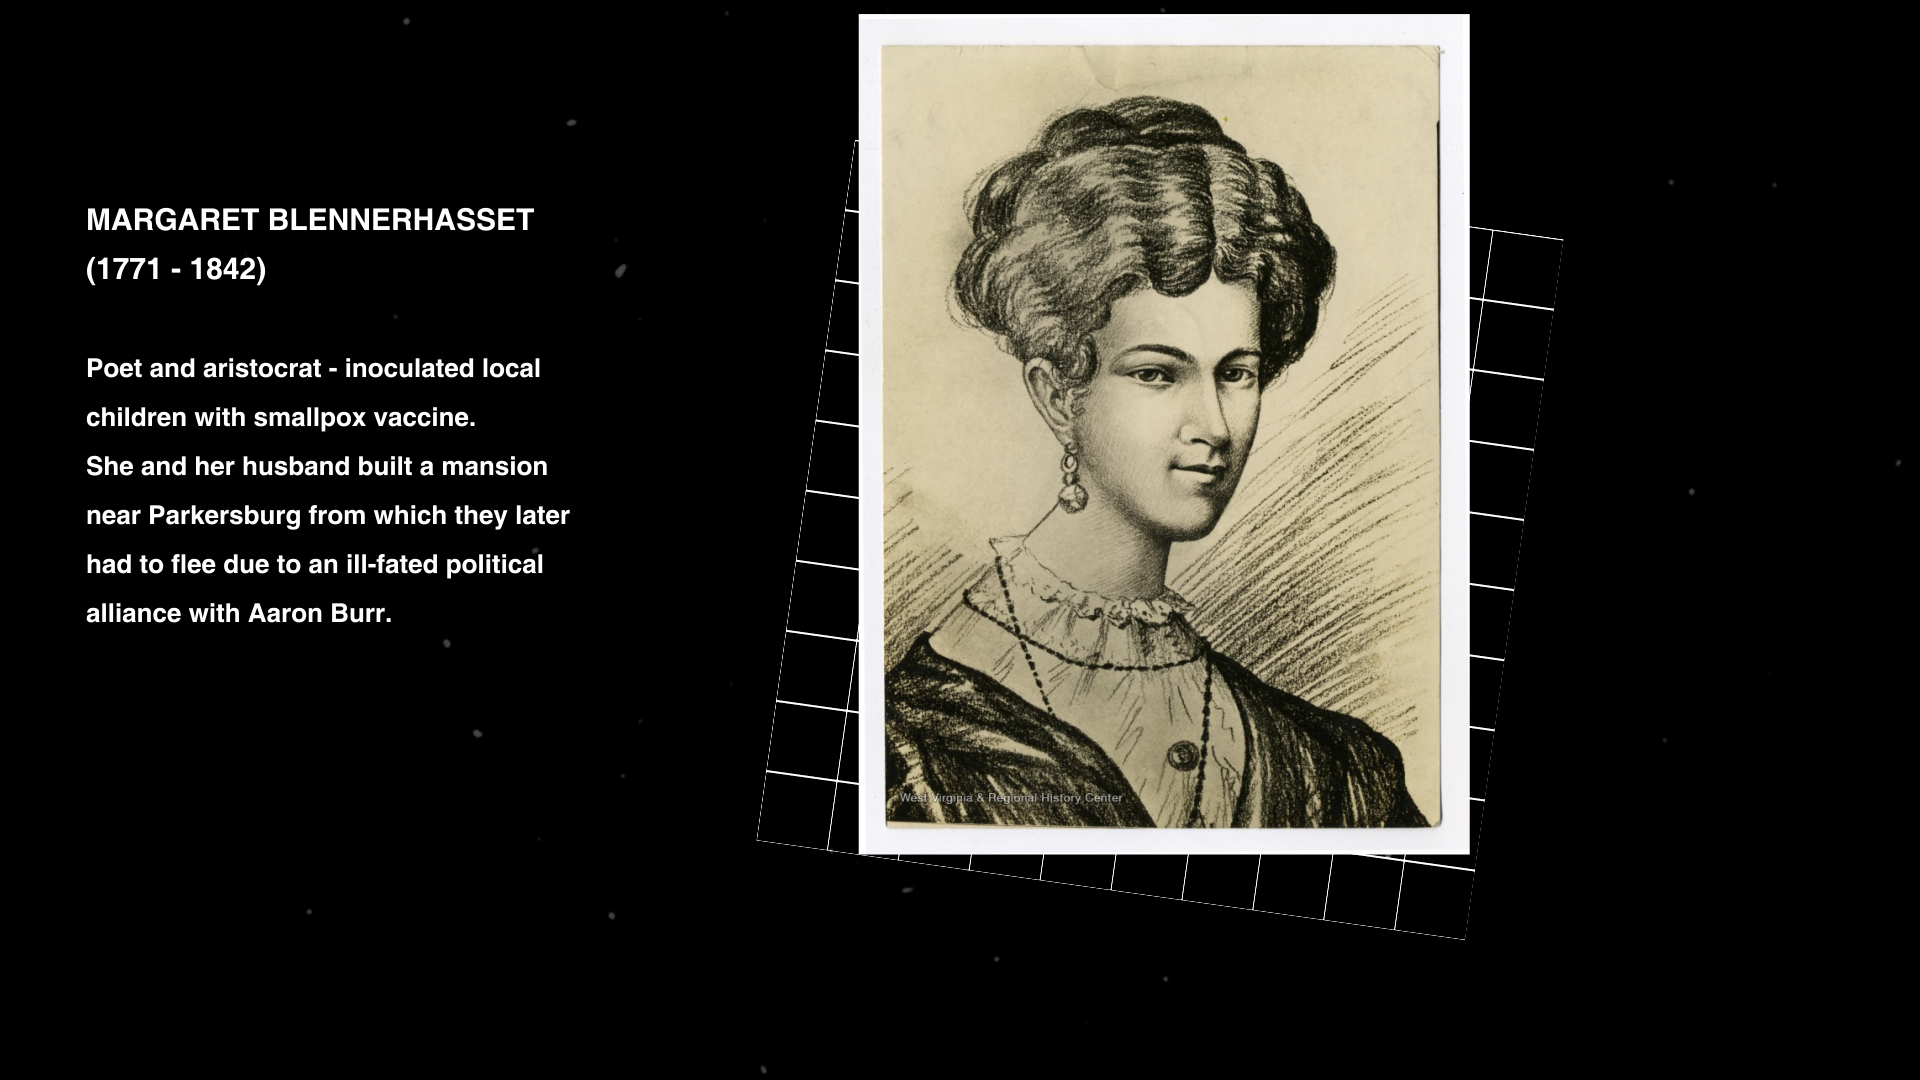 MARGARET BLENNERHASSET
(1771 - 1842)
Poet and aristocrat - inoculated local
children with smallpox vaccine.
She and her husband built a mansion
near Parkersburg from which they later
had to flee due to an ill-fated political
alliance with Aaron Burr.
West Virginia & Regional History Center